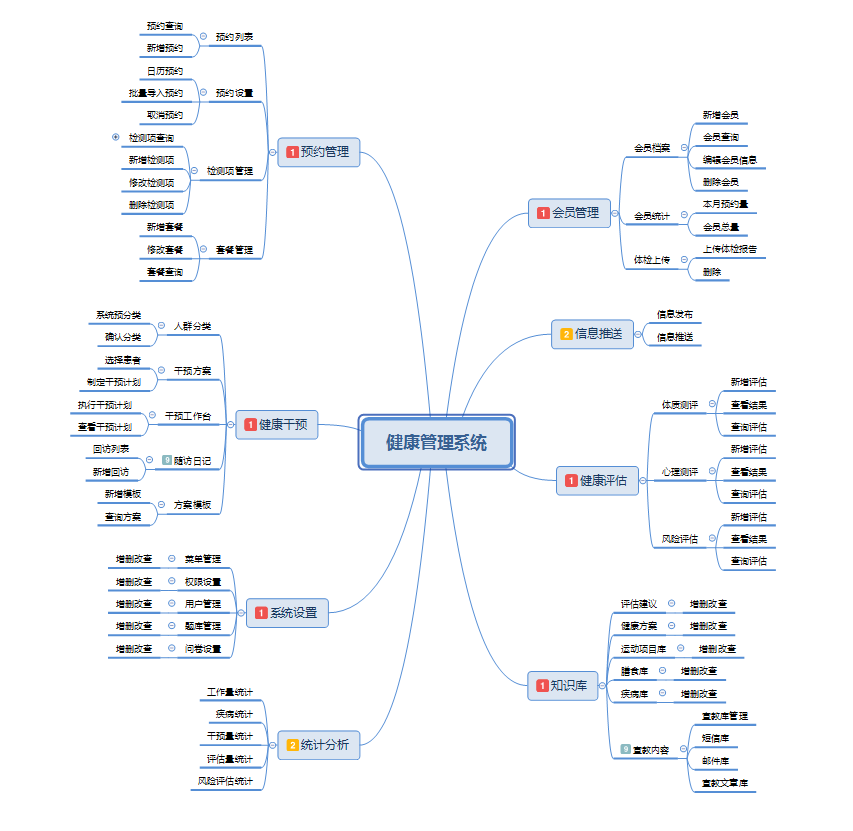 健康管理系统
1 会员管理
会员档案
新增会员
会员查询
编辑会员信息
删除会员
会员统计
本月预约量
会员总量
体检上传
上传体检报告
删除
2 信息推送
信息发布
信息推送
1 健康评估
体质测评
新增评估
查看结果
查询评估
心理测评
新增评估
查看结果
查询评估
风险评估
新增评估
查看结果
查询评估
1 知识库
评估建议
增删改查
健康方案
增删改查
运动项目库
增删改查
膳食库
增删改查
疾病库
增删改查
9 宣教内容
宣教库管理
短信库
邮件库
宣教文章库
1 预约管理
预约列表
预约查询
新增预约
预约设置
日历预约
批量导入预约
取消预约
检测项管理
检测项查询
新增检测项
修改检测项
删除检测项
套餐管理
新增套餐
修改套餐
套餐查询
1 健康干预
人群分类
系统预分类
确认分类
干预方案
选择患者
制定干预计划
干预工作台
执行干预计划
查看干预计划
9 随访日记
回访列表
新增回访
方案模板
新增模板
查询方案
1 系统设置
菜单管理
增删改查
权限设置
增删改查
用户管理
增删改查
题库管理
增删改查
问卷设置
增删改查
2 统计分析
工作量统计
疾病统计
干预量统计
评估量统计
风险评估统计